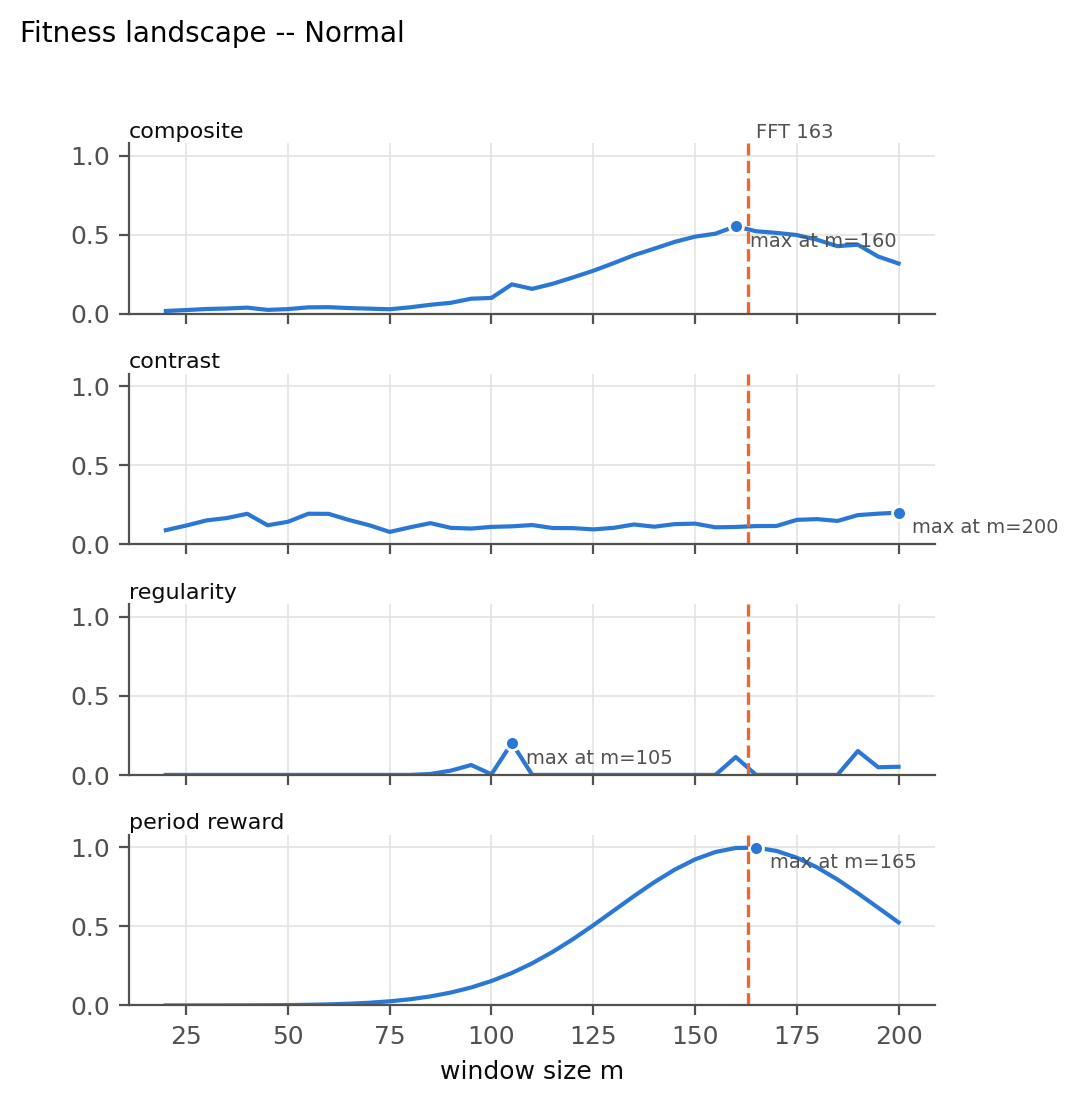 Fitness landscape -- Normal
composite
FFT 163
1.0
0.5
0.0
max at m=160
contrast
1.0
0.5
0.0
max at m=200
regularity
1.0
0.5
0.0
max at m=105
period reward
1.0
0.5
0.0
max at m=165
25 50 75 100 125 150 175 200
window size m